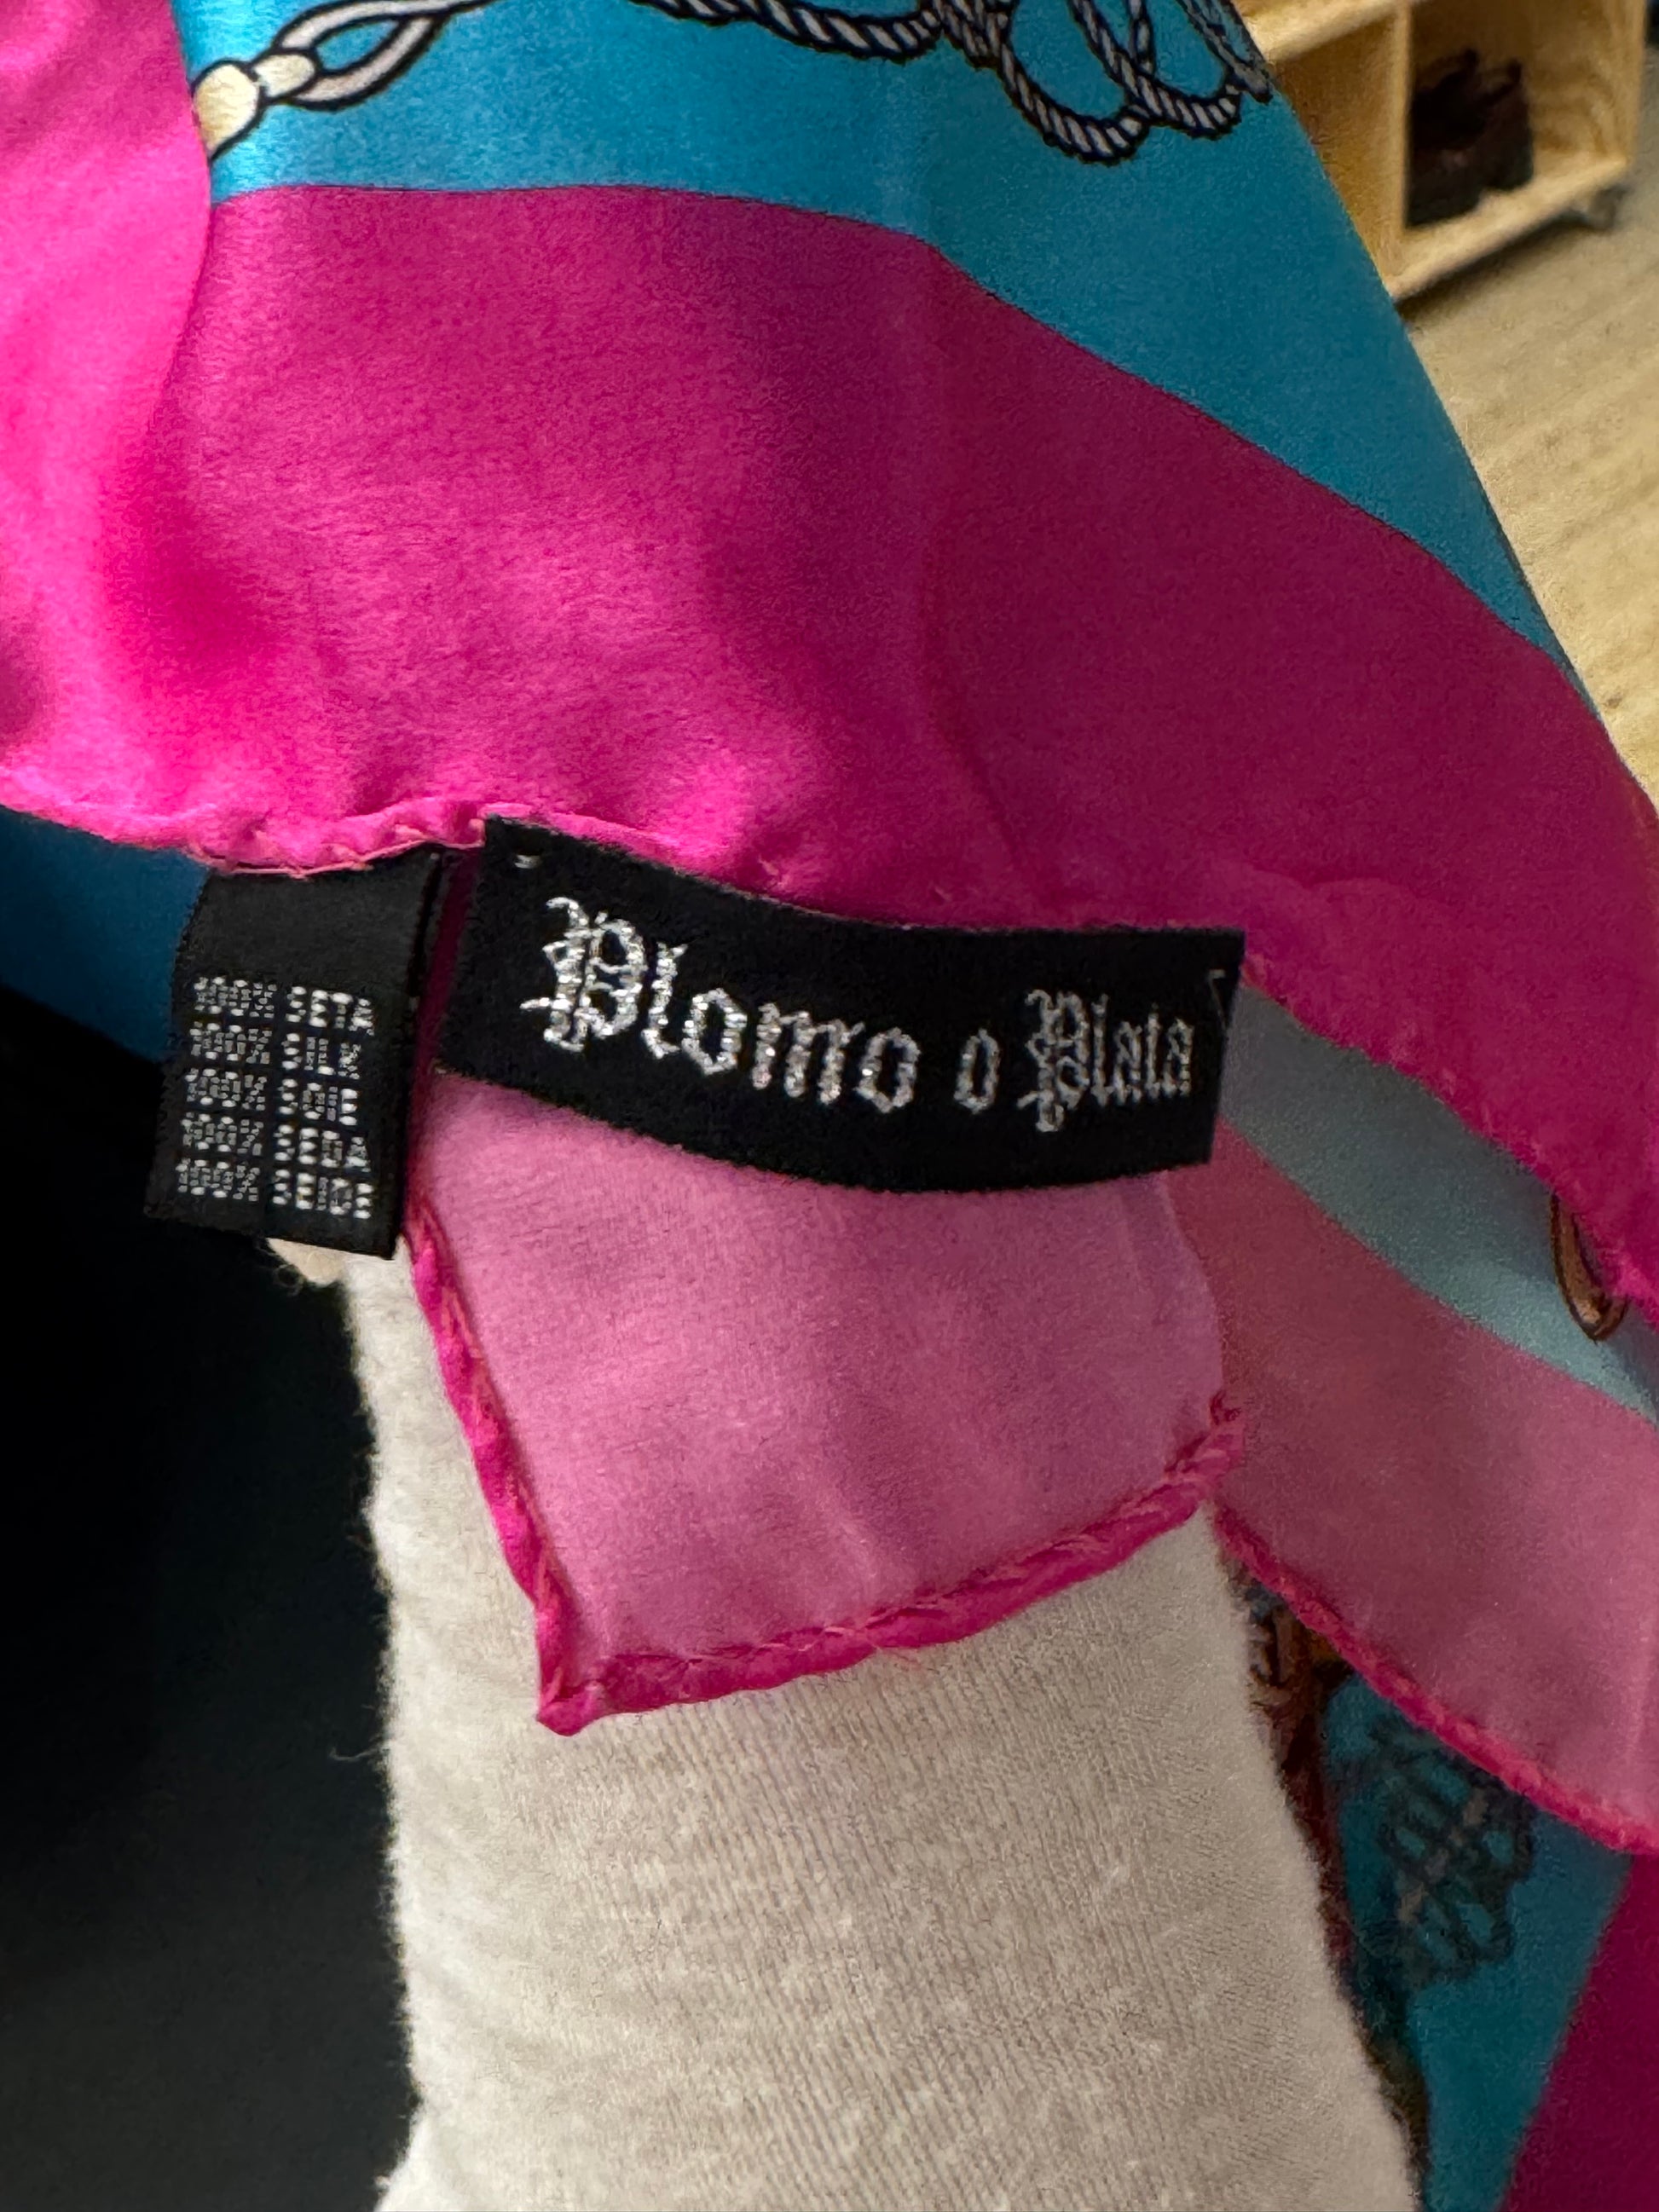 Plomo o Plata
100% SETA
100% SILK
100% SOIE
100% SEDA
100% SEIDE